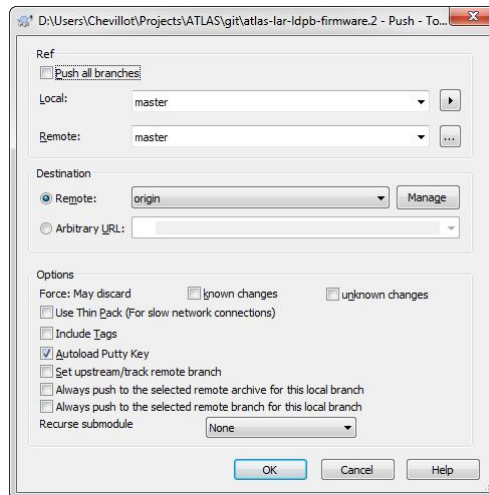 D:\Users\Chevillot\Projects\ATLAS\git\atlas-lar-ldpb-firmware.2 - Push - To...
Ref
Push all branches
Local: master
Remote: master
Destination
Remote: origin Manage
Arbitrary URL:
Options
Force: May discard known changes unknown changes
Use Thin Pack (For slow network connections)
Include Tags
Autoload Putty Key
Set upstream/track remote branch
Always push to the selected remote archive for this local branch
Always push to the selected remote branch for this local branch
Recurse submodule None
OK Cancel Help